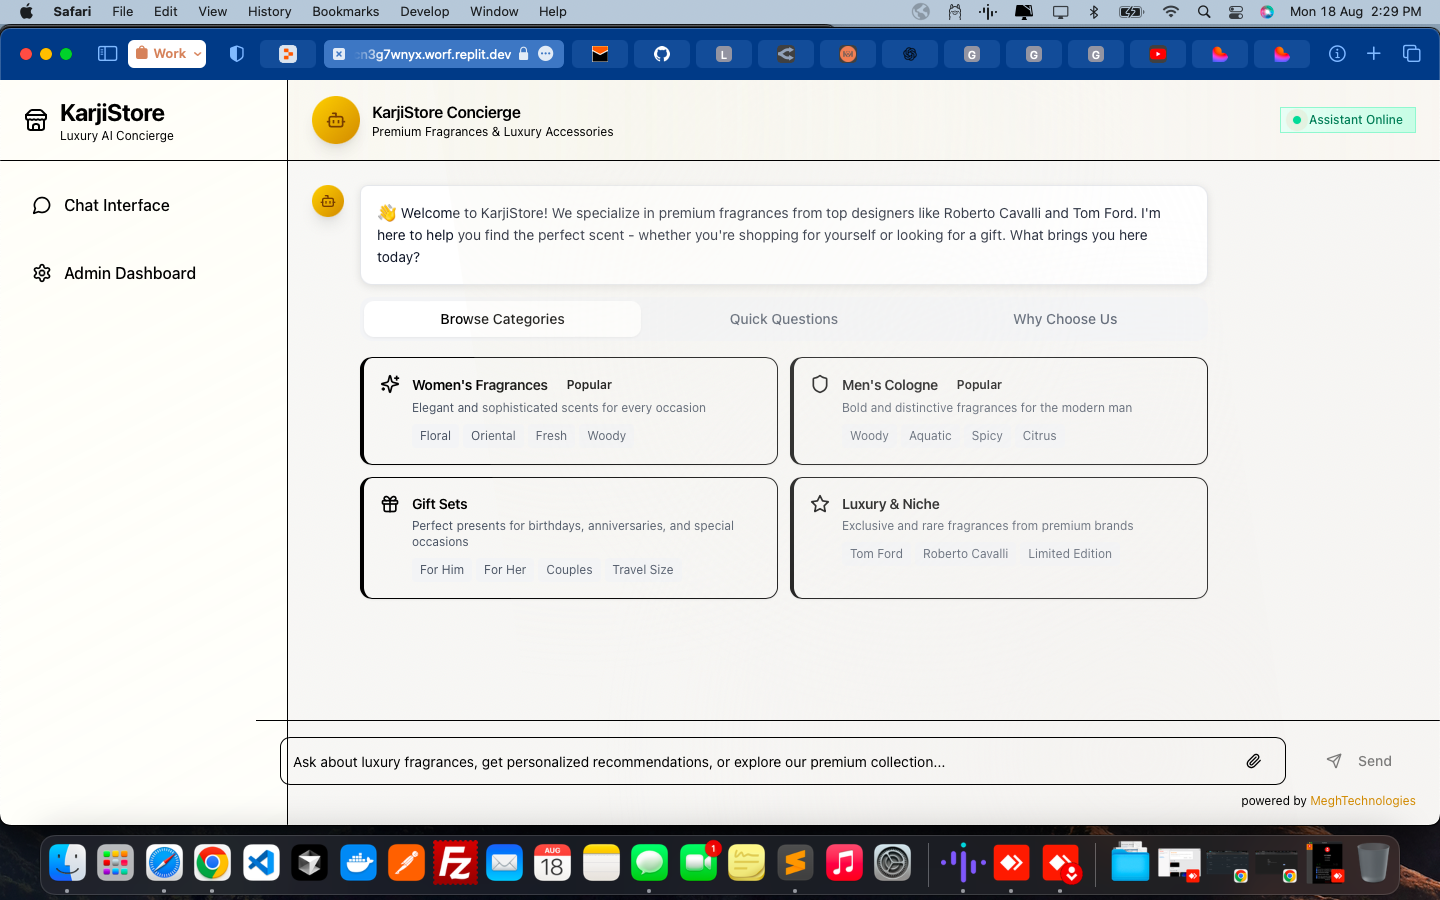 Safari File Edit View History Bookmarks Develop Window Help Mon 18 Aug 2:29 PM
Work
cn3g7wnyx.worf.replit.dev
L
G
G
G
KarjiStore
Luxury AI Concierge
Chat Interface
Admin Dashboard
KarjiStore Concierge
Premium Fragrances & Luxury Accessories
Assistant Online
👋 Welcome to KarjiStore! We specialize in premium fragrances from top designers like Roberto Cavalli and Tom Ford. I'm
here to help you find the perfect scent - whether you're shopping for yourself or looking for a gift. What brings you here
today?
Browse Categories Quick Questions Why Choose Us
Women's Fragrances Popular
Elegant and sophisticated scents for every occasion
Floral Oriental Fresh Woody
Men's Cologne Popular
Bold and distinctive fragrances for the modern man
Woody Aquatic Spicy Citrus
Gift Sets
Perfect presents for birthdays, anniversaries, and special
occasions
For Him For Her Couples Travel Size
Luxury & Niche
Exclusive and rare fragrances from premium brands
Tom Ford Roberto Cavalli Limited Edition
Ask about luxury fragrances, get personalized recommendations, or explore our premium collection...
Send
powered by MeghTechnologies
Fz
AUG
18
1